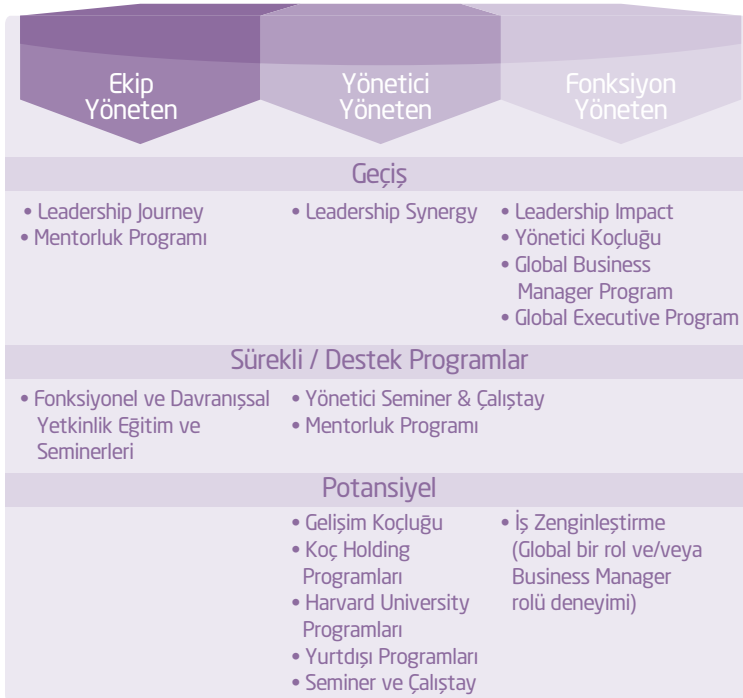 Ekip
Yöneten
Yönetici
Yöneten
Fonksiyon
Yöneten
Geçiş
• Leadership Journey
• Mentorluk Programı
• Leadership Synergy
• Leadership Impact
• Yönetici Koçluğu
• Global Business
Manager Program
• Global Executive Program
Sürekli / Destek Programlar
• Fonksiyonel ve Davranışsal
Yetkinlik Eğitim ve
Seminerleri
• Yönetici Seminer & Çalıştay
• Mentorluk Programı
Potansiyel
• Gelişim Koçluğu
• Koç Holding
Programları
• Harvard University
Programları
• Yurtdışı Programları
• Seminer ve Çalıştay
• İş Zenginleştirme
(Global bir rol ve/veya
Business Manager
rolü deneyimi)